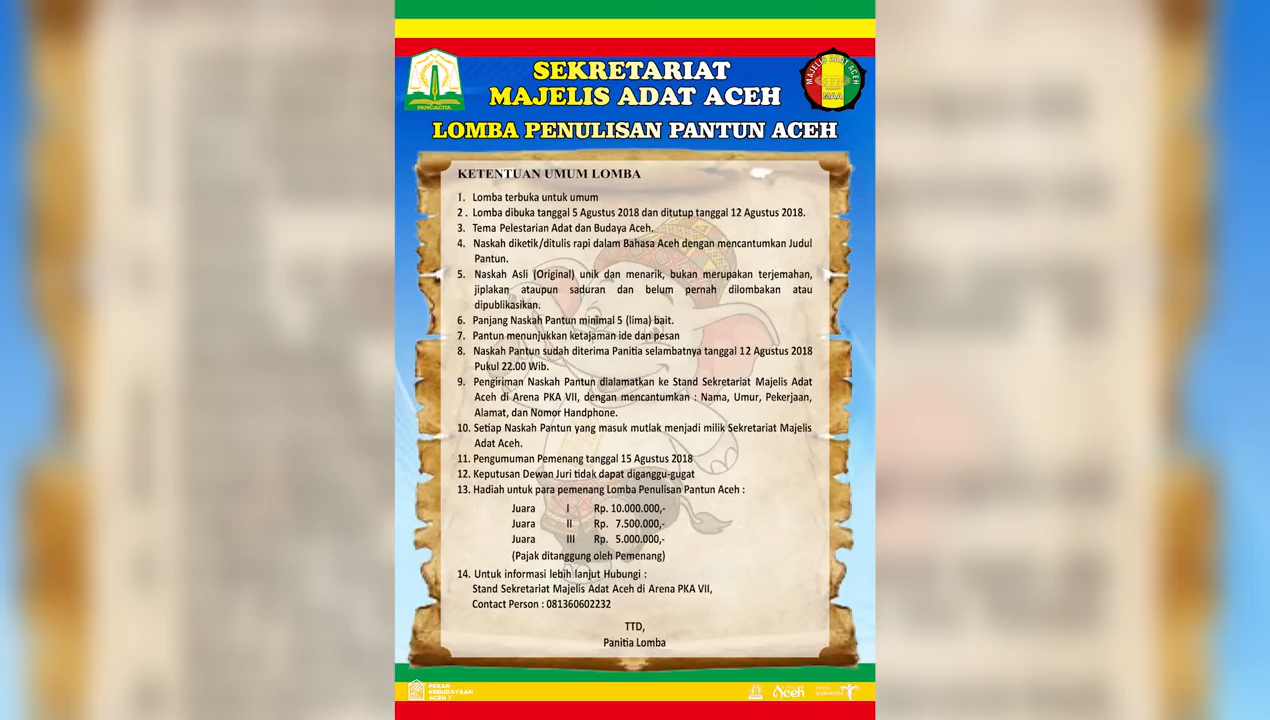 SEKRETARIAT
MAJELIS ADAT ACEH
LOMBA PENULISAN PANTUN ACEH
PANCACITA
MAJELIS ADAT ACEH
MAA
KETENTUAN UMUM LOMBA
1. Lomba terbuka untuk umum
2 . Lomba dibuka tanggal 5 Agustus 2018 dan ditutup tanggal 12 Agustus 2018.
3. Tema Pelestarian Adat dan Budaya Aceh.
4. Naskah diketik/ditulis rapi dalam Bahasa Aceh dengan mencantumkan Judul
Pantun.
5. Naskah Asli (Original) unik dan menarik, bukan merupakan terjemahan,
jiplakan ataupun saduran dan belum pernah dilombakan atau
dipublikasikan.
6. Panjang Naskah Pantun minimal 5 (lima) bait.
7. Pantun menunjukkan ketajaman ide dan pesan
8. Naskah Pantun sudah diterima Panitia selambatnya tanggal 12 Agustus 2018
Pukul 22.00 Wib.
9. Pengiriman Naskah Pantun dialamatkan ke Stand Sekretariat Majelis Adat
Aceh di Arena PKA VII, dengan mencantumkan : Nama, Umur, Pekerjaan,
Alamat, dan Nomor Handphone.
10. Setiap Naskah Pantun yang masuk mutlak menjadi milik Sekretariat Majelis
Adat Aceh.
11. Pengumuman Pemenang tanggal 15 Agustus 2018
12. Keputusan Dewan Juri tidak dapat diganggu-gugat
13. Hadiah untuk para pemenang Lomba Penulisan Pantun Aceh :
Juara I Rp. 10.000.000,-
Juara II Rp. 7.500.000,-
Juara III Rp. 5.000.000,-
(Pajak ditanggung oleh Pemenang)
14. Untuk informasi lebih lanjut Hubungi :
Stand Sekretariat Majelis Adat Aceh di Arena PKA VII,
Contact Person : 081360602232
TTD,
Panitia Lomba
PEKAN
KEBUDAYAAN
ACEH 7
Aceh
indonesia